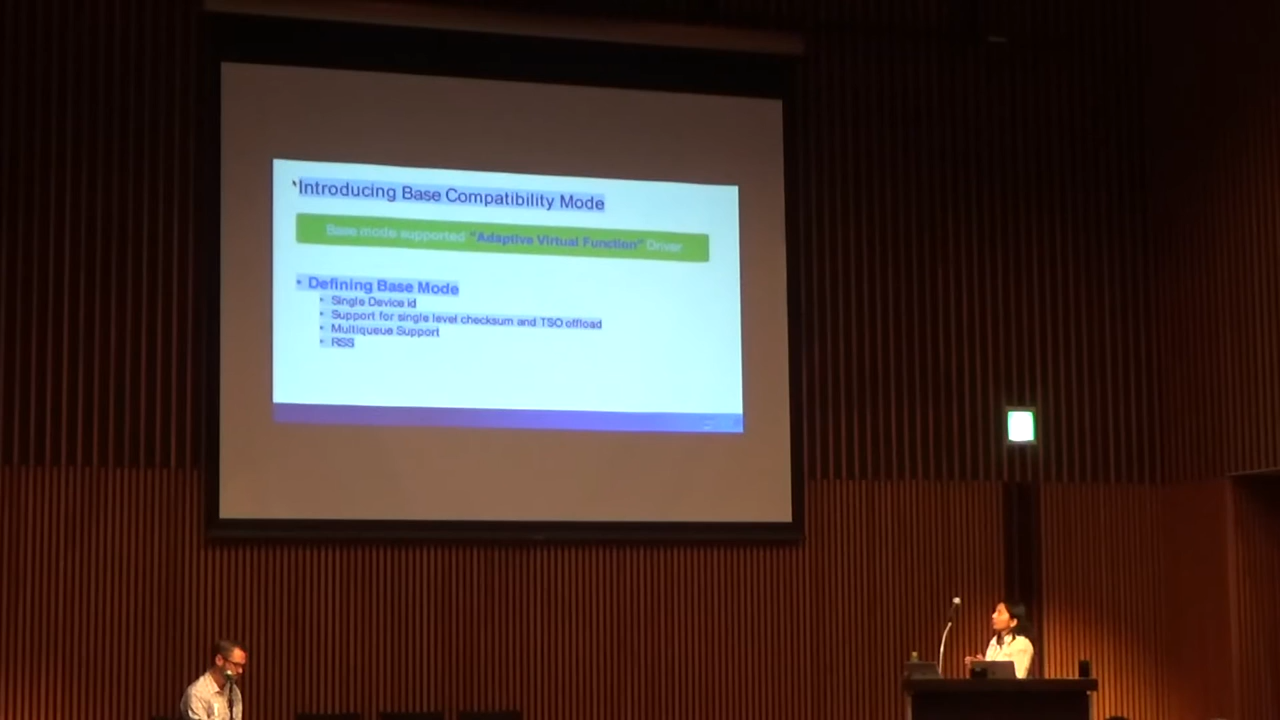 Introducing Base Compatibility Mode
Base mode supported "Adaptive Virtual Function" Driver
• Defining Base Mode
• Single Device id
• Support for single level checksum and TSO offload
• Multiqueue Support
• RSS